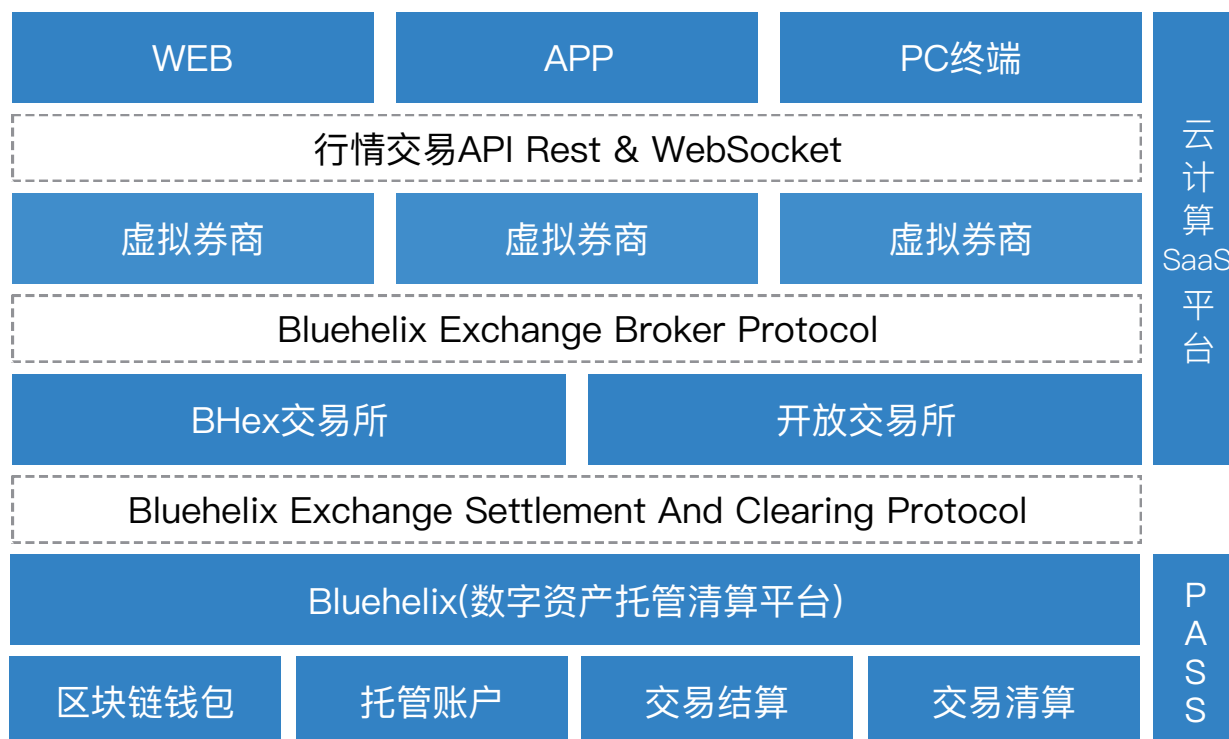 WEB
APP
PC终端
行情交易API Rest & WebSocket
虚拟券商
虚拟券商
虚拟券商
Bluehelix Exchange Broker Protocol
BHex交易所
开放交易所
云
计
算
SaaS
平
台
Bluehelix Exchange Settlement And Clearing Protocol
Bluehelix(数字资产托管清算平台)
区块链钱包
托管账户
交易结算
交易清算
P
A
S
S